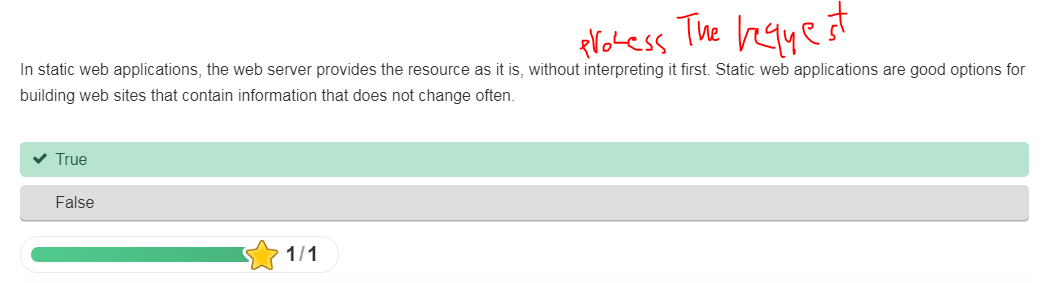 process The request
In static web applications, the web server provides the resource as it is, without interpreting it first. Static web applications are good options for
building web sites that contain information that does not change often.
True
False
1/1